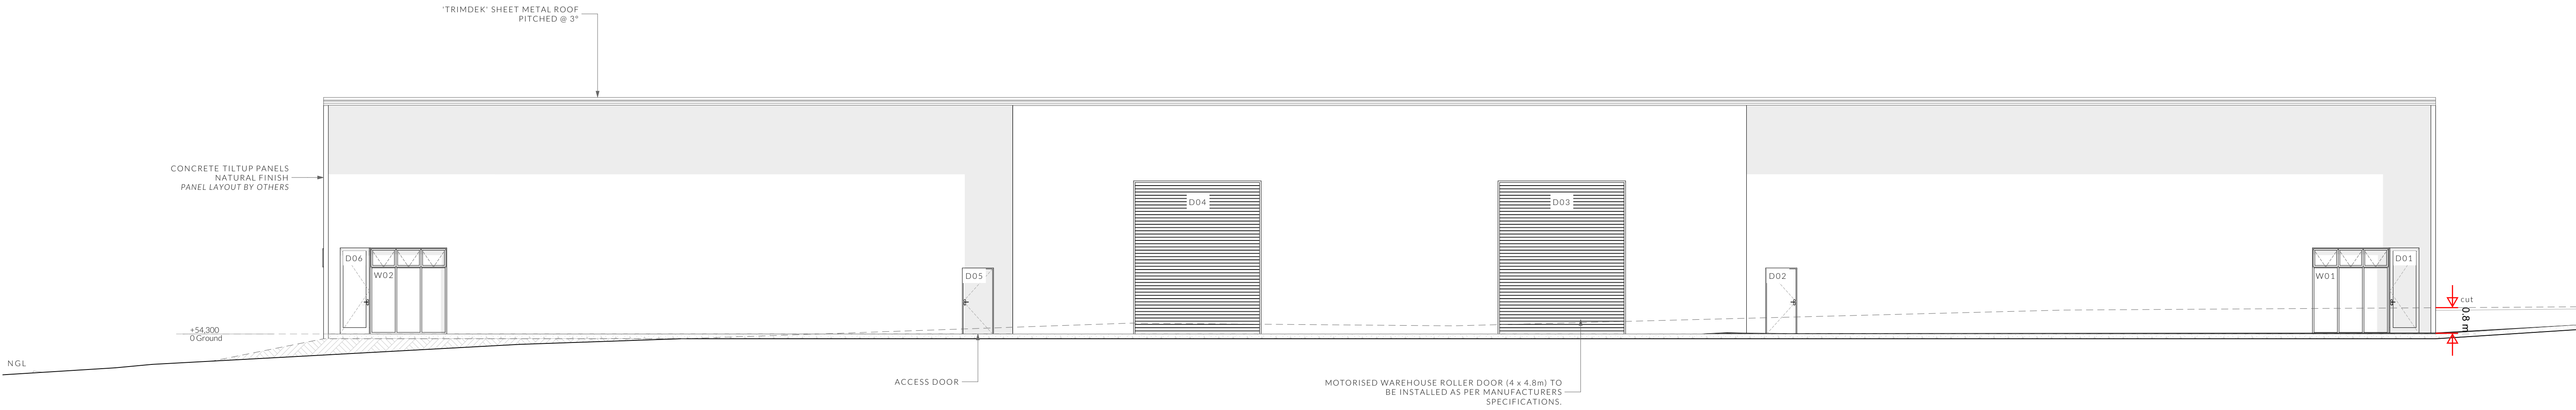 'TRIMDEK' SHEET METAL ROOF
PITCHED @ 3°
CONCRETE TILTUP PANELS
NATURAL FINISH
PANEL LAYOUT BY OTHERS
D04
D03
D06
W02
D05
D02
W01
D01
cut
0.8 m
+54,300
0 Ground
NGL
ACCESS DOOR
MOTORISED WAREHOUSE ROLLER DOOR (4 x 4.8m) TO
BE INSTALLED AS PER MANUFACTURERS
SPECIFICATIONS.